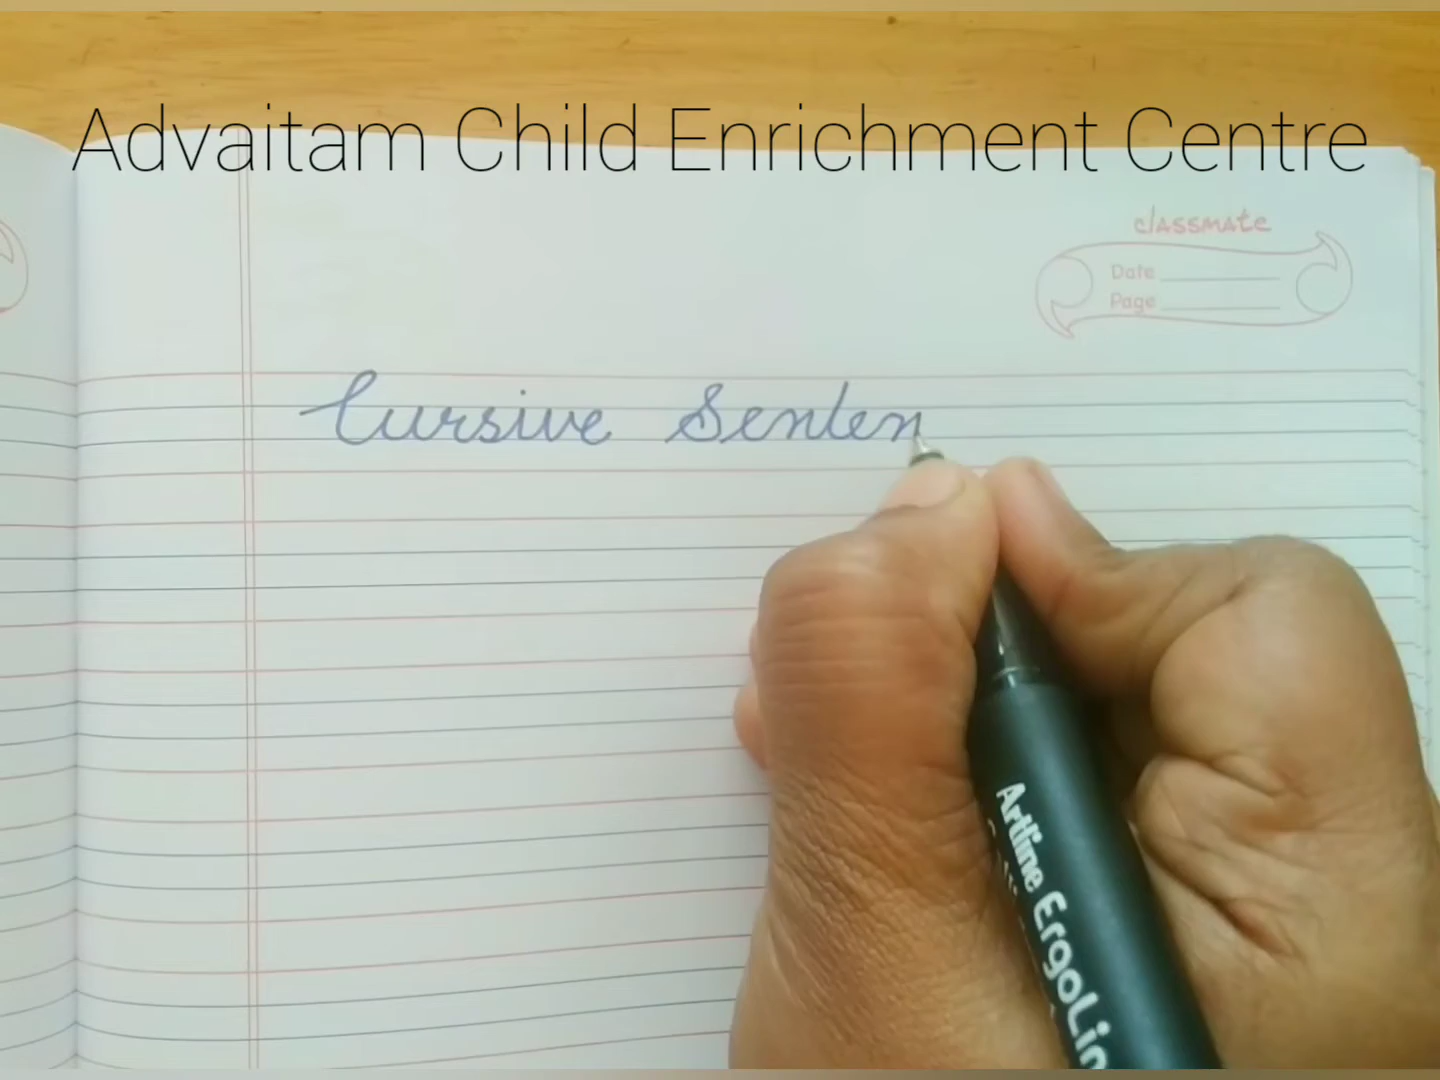 Advaitam Child Enrichment Centre
classmate
Date
Page
Cursive Senten
Artline ErgoLin